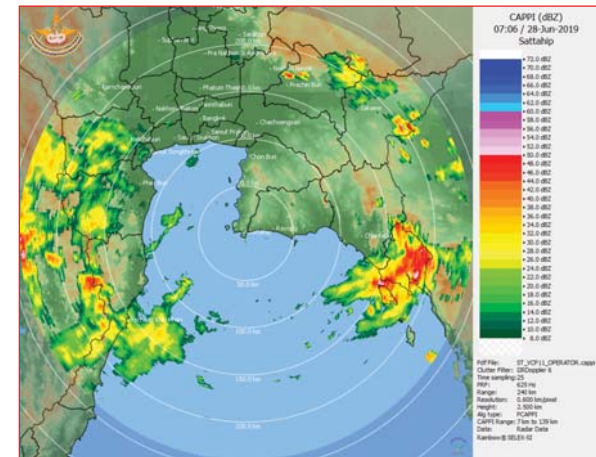 CAPPI (dBZ)
07:06 / 28-Jun-2019
Sattahip
+ 72.0 dBZ
+ 70.0 dBZ
+ 68.0 dBZ
+ 66.0 dBZ
+ 64.0 dBZ
+ 62.0 dBZ
+ 60.0 dBZ
+ 58.0 dBZ
+ 56.0 dBZ
+ 54.0 dBZ
+ 52.0 dBZ
+ 50.0 dBZ
+ 48.0 dBZ
+ 46.0 dBZ
+ 44.0 dBZ
+ 42.0 dBZ
+ 40.0 dBZ
+ 38.0 dBZ
+ 36.0 dBZ
+ 34.0 dBZ
+ 32.0 dBZ
+ 30.0 dBZ
+ 28.0 dBZ
+ 26.0 dBZ
+ 24.0 dBZ
+ 22.0 dBZ
+ 20.0 dBZ
+ 18.0 dBZ
+ 16.0 dBZ
+ 14.0 dBZ
+ 12.0 dBZ
+ 10.0 dBZ
+ 8.0 dBZ
Pdf File: ST_VCP11_OPERATOR.cappi
Clutter Filter: IIRDoppler 6
Time sampling: 25
PRF: 625 Hz
Range: 240 km
Resolution: 0.600 km/pixel
Height: 2.500 km
Alg type: PCAPPI
CAPPI Range: 7 km to 139 km
Data: Radar Data
Rainbow® SELEX-SI
Prachin Buri
Bangkok
Chachoengsao
Chon Buri
50.0 km
100.0 km
150.0 km
200.0 km